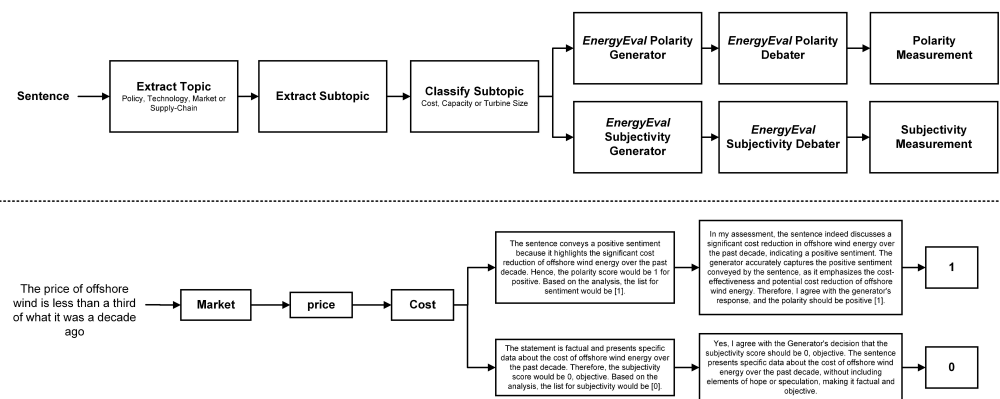 Sentence
Extract Topic
Policy, Technology, Market or
Supply-Chain
Extract Subtopic
Classify Subtopic
Cost, Capacity or Turbine Size
EnergyEval Polarity
Generator
EnergyEval Polarity
Debater
Polarity
Measurement
EnergyEval
Subjectivity
Generator
EnergyEval
Subjectivity Debater
Subjectivity
Measurement
The price of offshore
wind is less than a third
of what it was a decade
ago
Market
price
Cost
The sentence conveys a positive sentiment
because it highlights the significant cost
reduction of offshore wind energy over the past
decade. Hence, the polarity score would be 1 for
positive. Based on the analysis, the list for
sentiment would be [1].
In my assessment, the sentence indeed discusses a
significant cost reduction in offshore wind energy over
the past decade, indicating a positive sentiment. The
generator accurately captures the positive sentiment
conveyed by the sentence, as it emphasizes the cost-
effectiveness and potential cost reduction of offshore
wind energy. Therefore, I agree with the generator's
response, and the polarity should be positive [1].
1
The statement is factual and presents specific
data about the cost of offshore wind energy over
the past decade. Therefore, the subjectivity
score would be 0, objective. Based on the
analysis, the list for subjectivity would be [0].
Yes, I agree with the Generator's decision that the
subjectivity score should be 0, objective. The sentence
presents specific data about the cost of offshore wind
energy over the past decade, without including
elements of hope or speculation, making it factual and
objective.
0